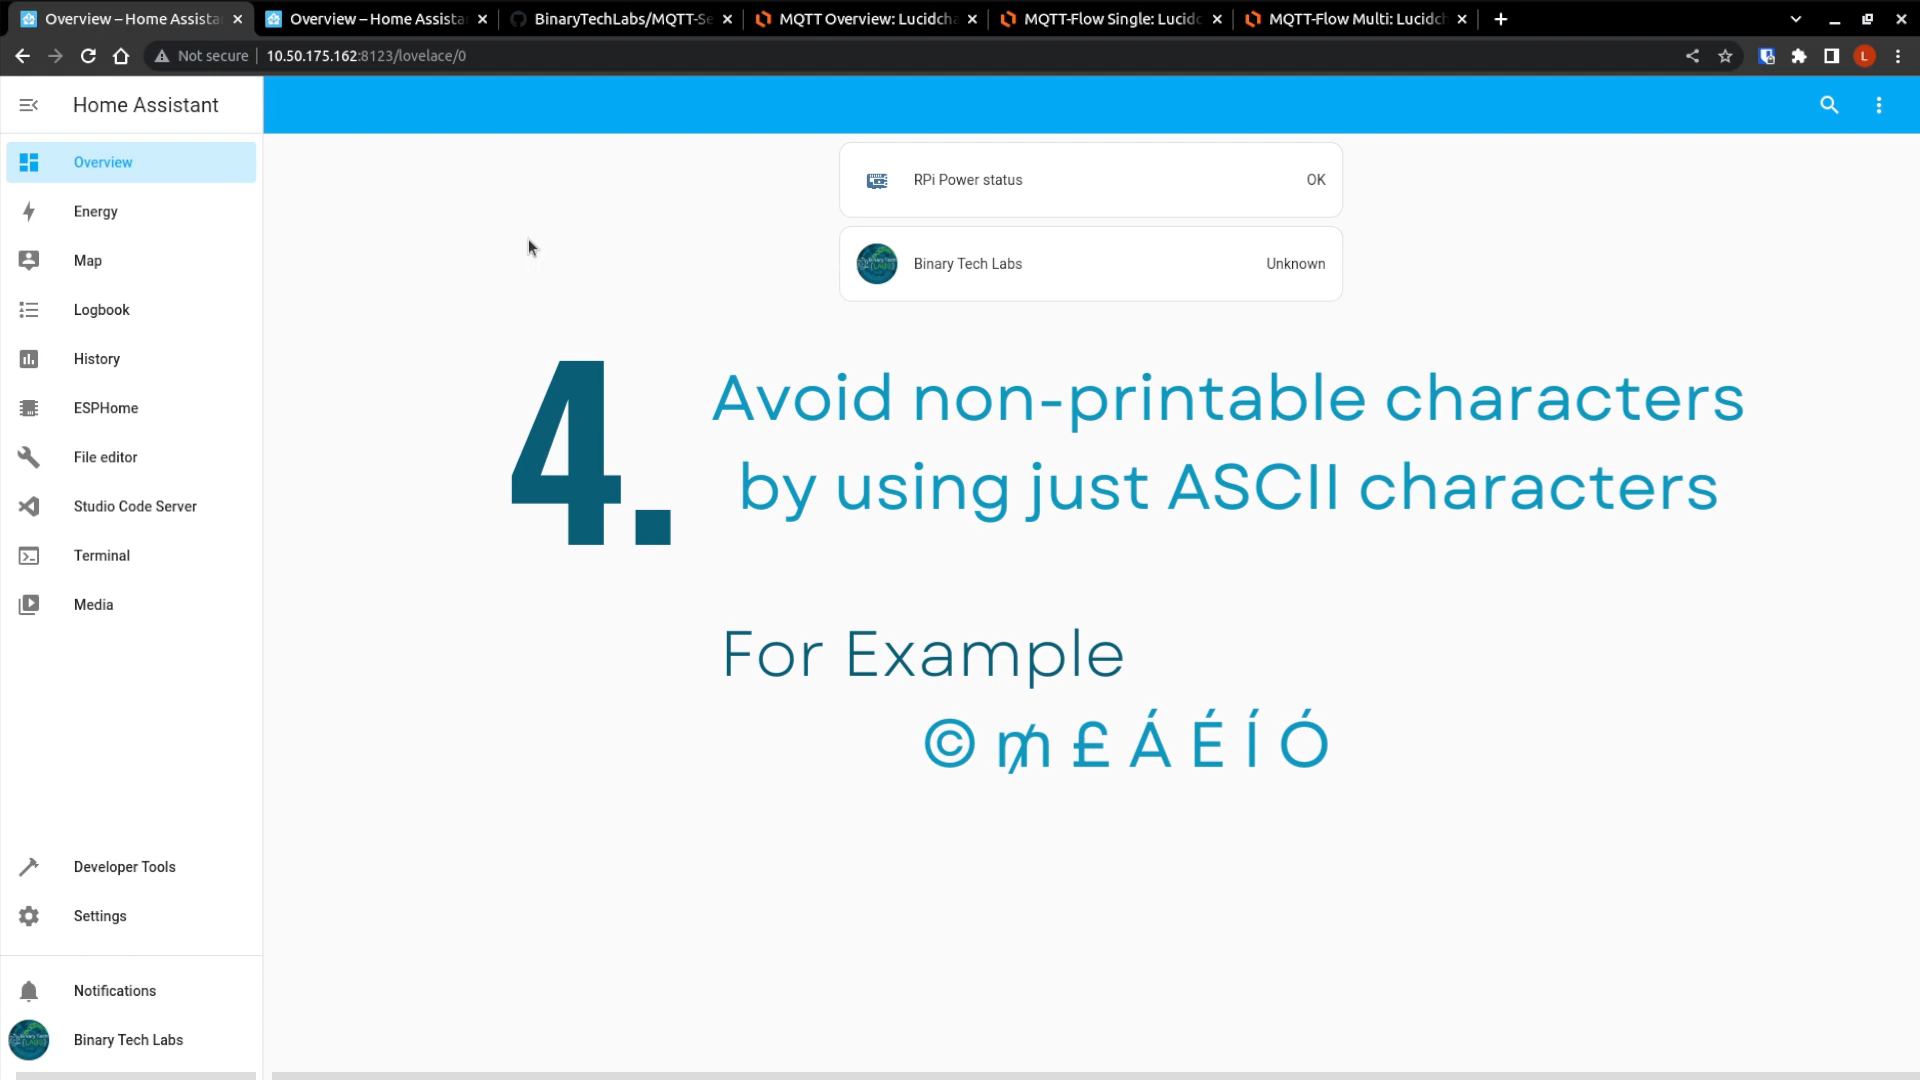 Overview – Home Assista
Overview – Home Assista
BinaryTechLabs/MQTT-Se
MQTT Overview: Lucidcha
MQTT-Flow Single: Lucidc
MQTT-Flow Multi: Lucidch
Not secure
10.50.175.162:8123/lovelace/0
L
Home Assistant
Overview
Energy
Map
Logbook
History
ESPHome
File editor
Studio Code Server
Terminal
Media
Developer Tools
Settings
Notifications
Binary Tech Labs
RPi Power status OK
Binary Tech Labs Unknown
4. Avoid non-printable characters
by using just ASCII characters
For Example
© ₥ £ Á É Í Ó